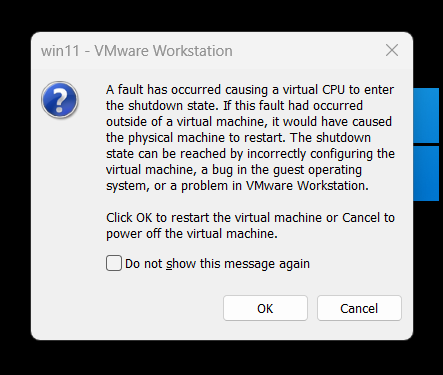 win11 - VMware Workstation
A fault has occurred causing a virtual CPU to enter
the shutdown state. If this fault had occurred
outside of a virtual machine, it would have caused
the physical machine to restart. The shutdown
state can be reached by incorrectly configuring the
virtual machine, a bug in the guest operating
system, or a problem in VMware Workstation.
Click OK to restart the virtual machine or Cancel to
power off the virtual machine.
Do not show this message again
OK
Cancel